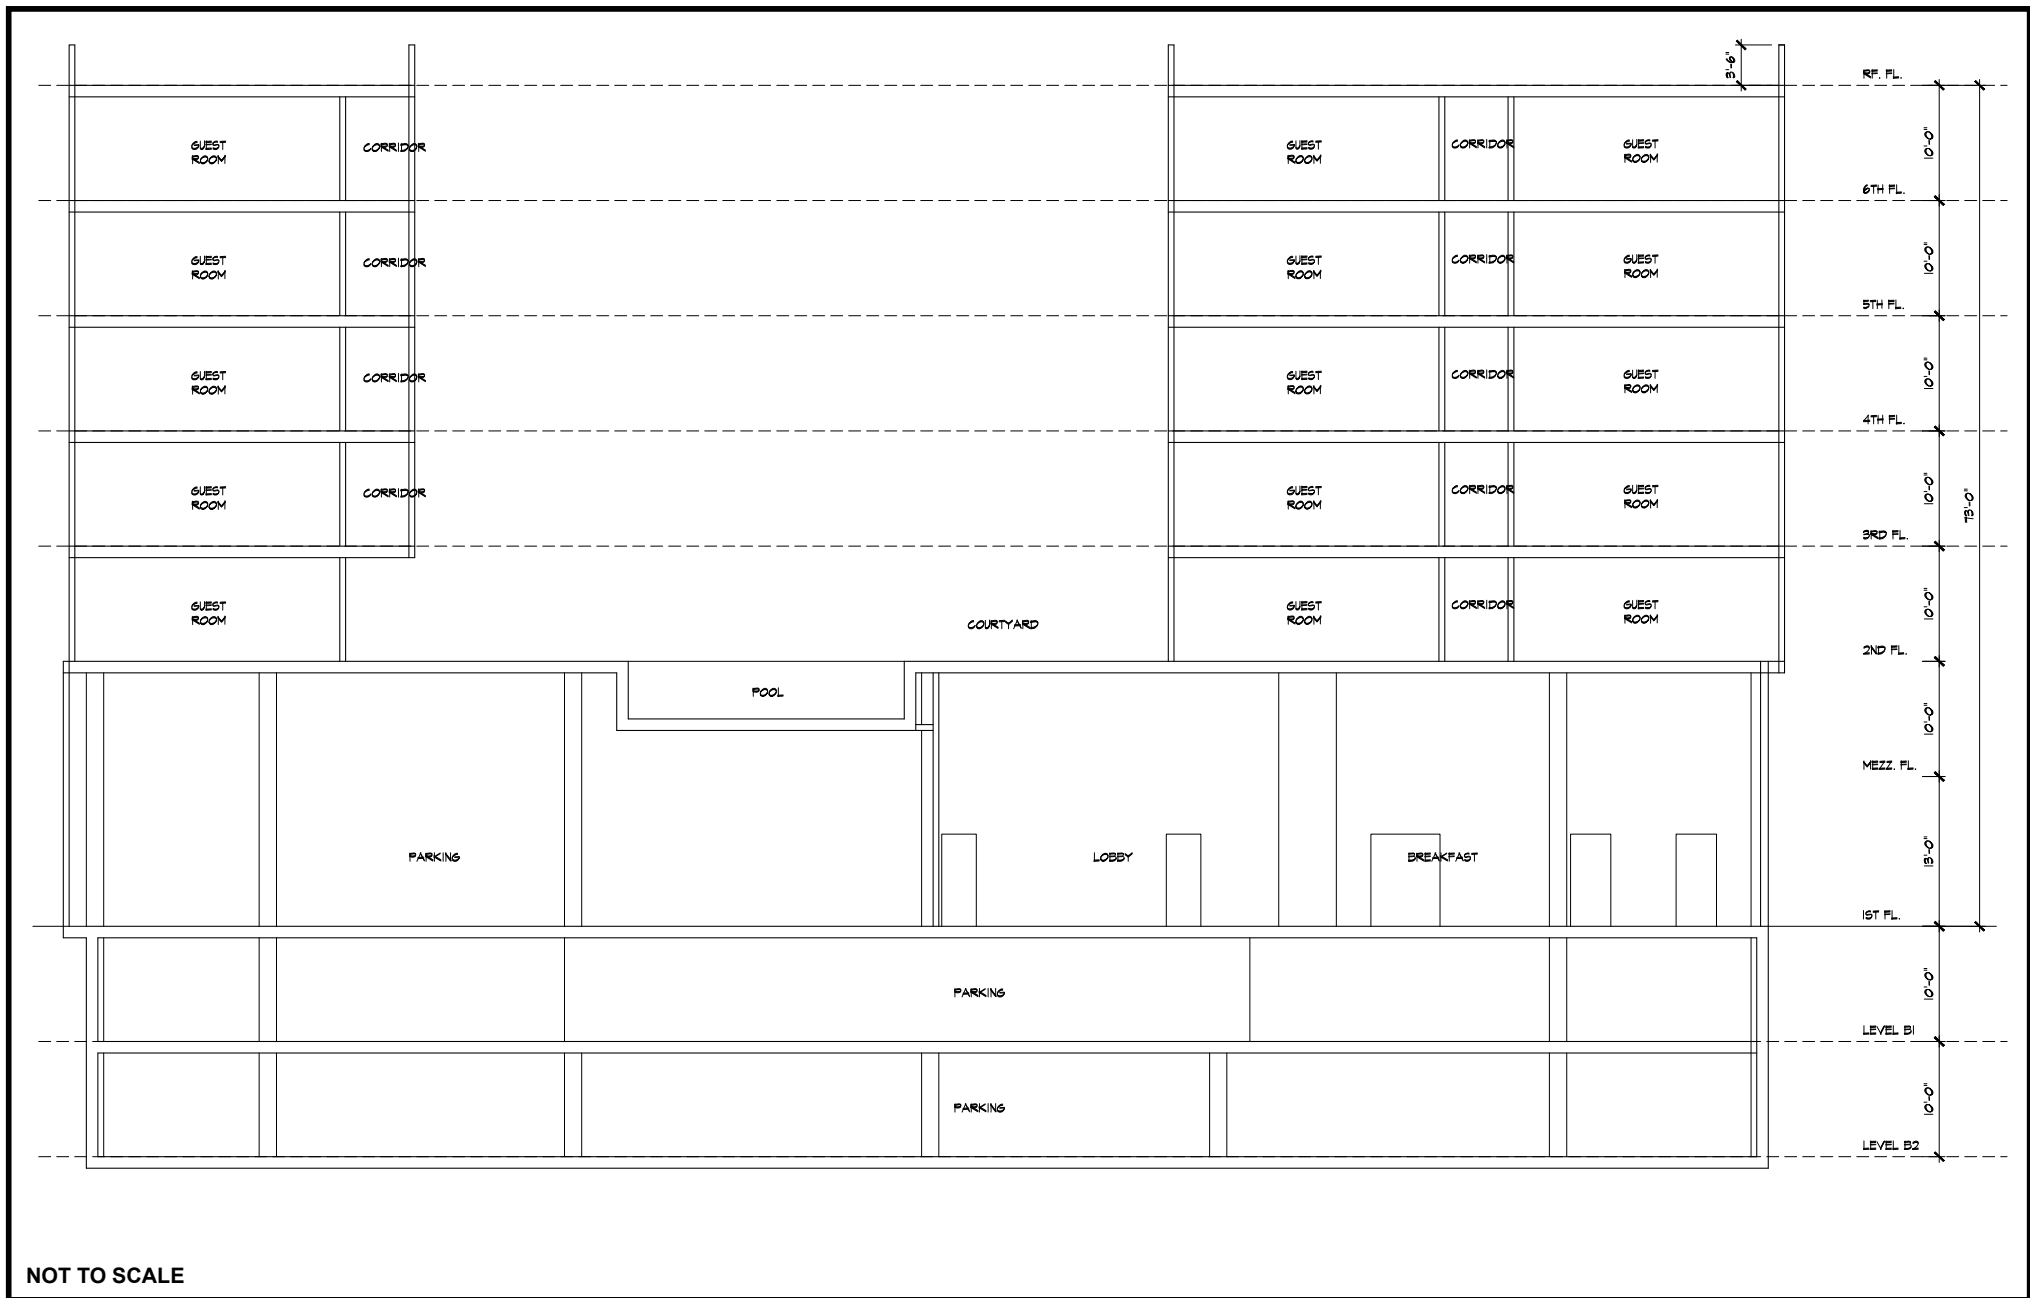 3'-6"
RF. FL.
10'-0"
GUEST
ROOM
CORRIDOR
GUEST
ROOM
CORRIDOR
GUEST
ROOM
6TH FL.
10'-0"
GUEST
ROOM
CORRIDOR
GUEST
ROOM
CORRIDOR
GUEST
ROOM
5TH FL.
10'-0"
GUEST
ROOM
CORRIDOR
GUEST
ROOM
CORRIDOR
GUEST
ROOM
4TH FL.
10'-0"
GUEST
ROOM
CORRIDOR
GUEST
ROOM
CORRIDOR
GUEST
ROOM
73'-0"
3RD FL.
10'-0"
GUEST
ROOM
COURTYARD
GUEST
ROOM
CORRIDOR
GUEST
ROOM
2ND FL.
POOL
10'-0"
MEZZ. FL.
PARKING
LOBBY
BREAKFAST
13'-0"
1ST FL.
PARKING
10'-0"
LEVEL B1
PARKING
10'-0"
LEVEL B2
NOT TO SCALE